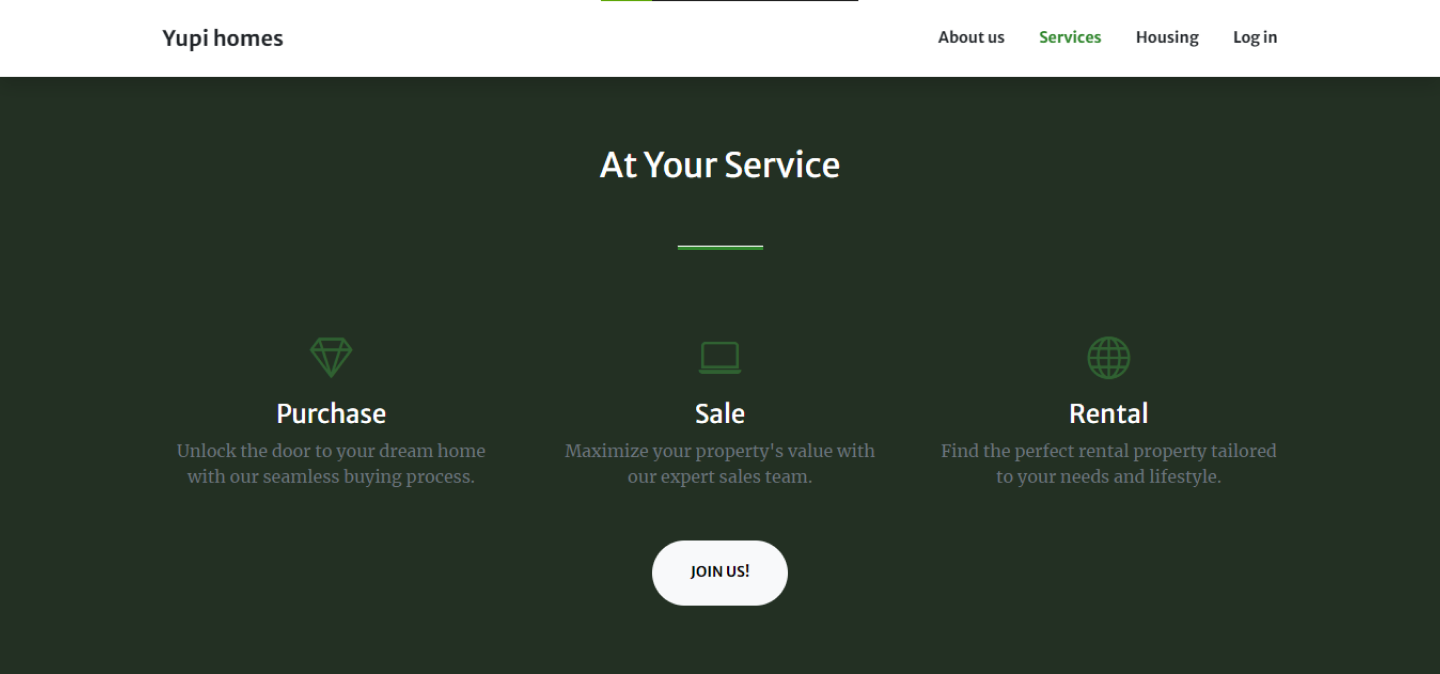 Yupi homes
About us Services Housing Log in
At Your Service
Purchase
Unlock the door to your dream home
with our seamless buying process.
Sale
Maximize your property's value with
our expert sales team.
Rental
Find the perfect rental property tailored
to your needs and lifestyle.
JOIN US!